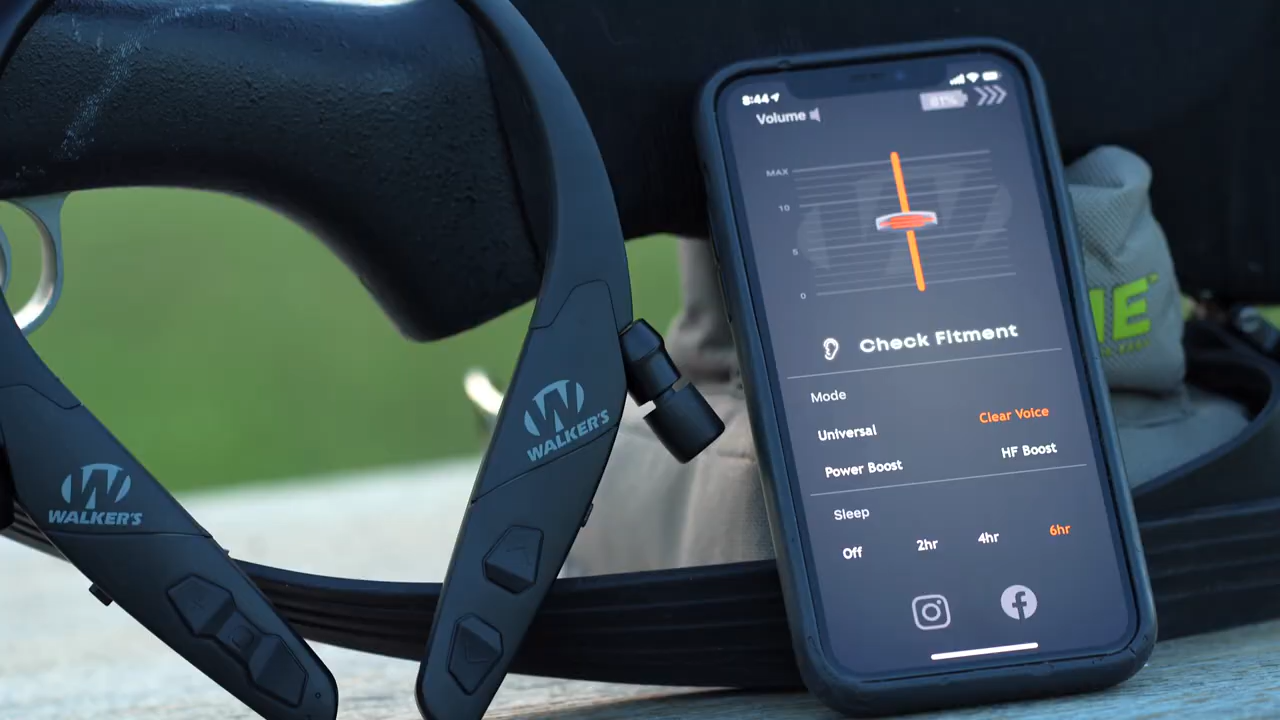 WALKER'S
WALKER'S
8:44
81%
Volume
MAX
10
5
0
Check Fitment
Mode
Universal
Clear Voice
Power Boost
HF Boost
Sleep
Off 2hr 4hr 6hr